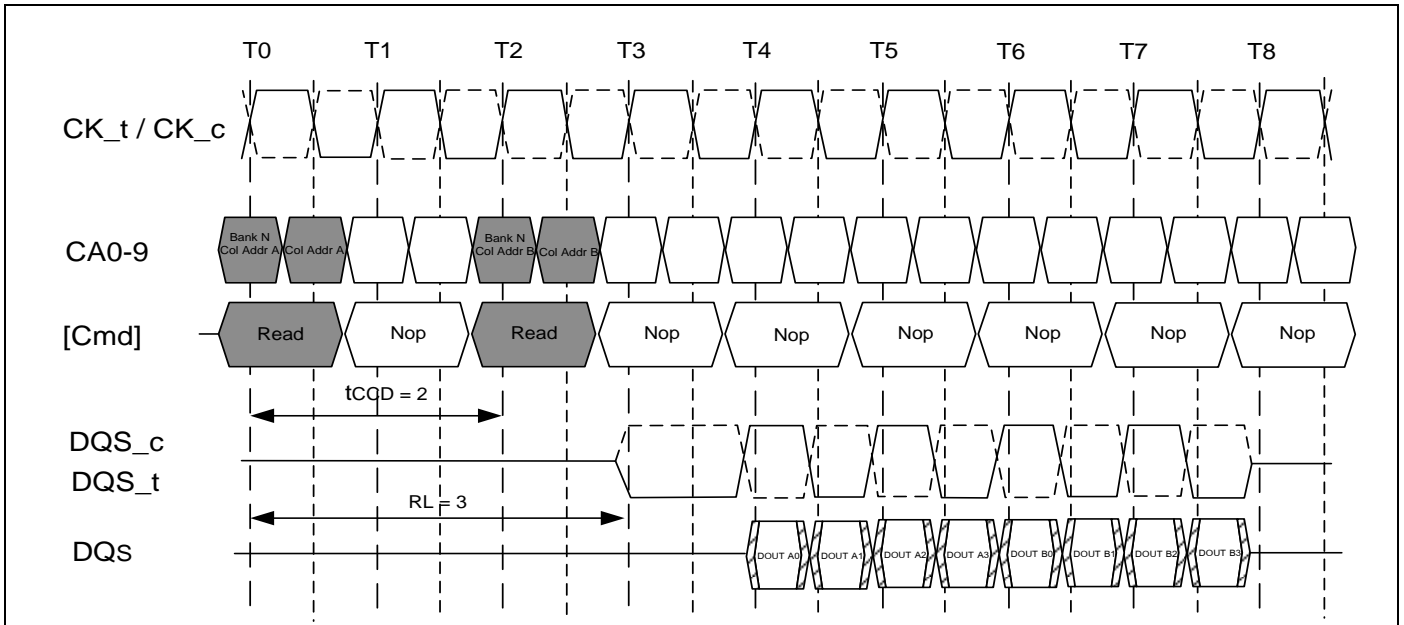 T0 T1 T2 T3 T4 T5 T6 T7 T8
CK_t / CK_c
CA0-9
Bank N
Col Addr A
Col Addr A
Bank N
Col Addr B
Col Addr B
[Cmd]
Read Nop Read Nop Nop Nop Nop Nop Nop
tCCD = 2
DQS_c
DQS_t
RL = 3
DQs
DOUT A0 DOUT A1 DOUT A2 DOUT A3 DOUT B0 DOUT B1 DOUT B2 DOUT B3